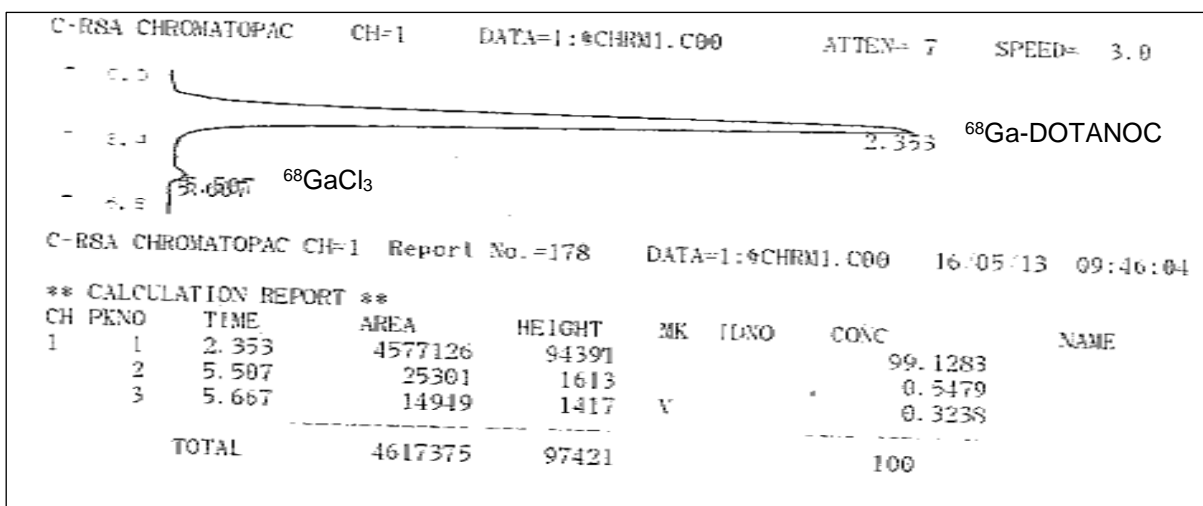 C-RSA CHROMATOPAC CH=1 DATA=1:%CHRM1.C00 ATTEN= 7 SPEED= 3.0
2.353 ⁶⁸Ga-DOTANOC
⁶⁸GaCl₃
C-RSA CHROMATOPAC CH=1 Report No.=178 DATA=1:%CHRM1.C00 16/05/13 09:46:04
** CALCULATION REPORT **
CH PKNO TIME AREA HEIGHT MK IDNO CONC NAME
1 1 2.353 4577126 94391 99.1283
2 5.507 25301 1613 0.5479
3 5.667 14949 1417 V 0.3238
TOTAL 4617375 97421 100